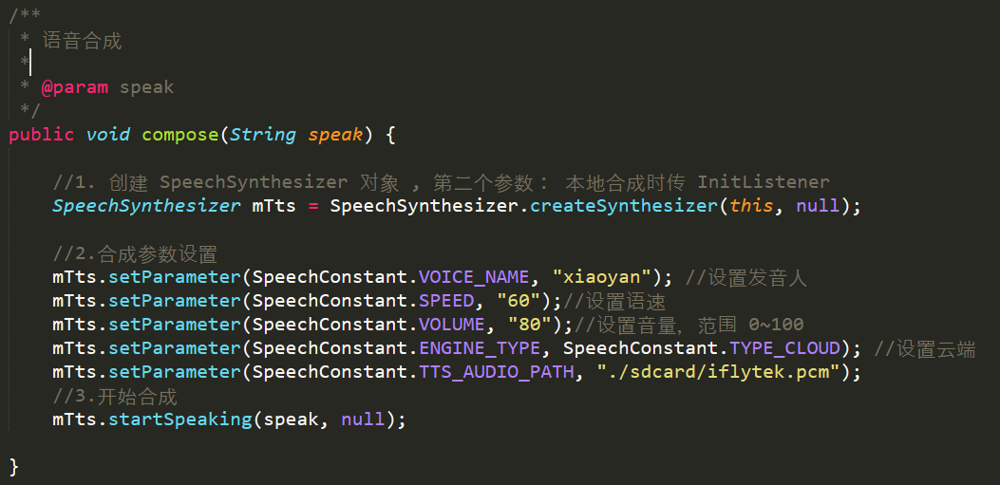 /**
 * 语音合成
 *
 * @param speak
 */
public void compose(String speak) {
    //1. 创建 SpeechSynthesizer 对象 , 第二个参数： 本地合成时传 InitListener
    SpeechSynthesizer mTts = SpeechSynthesizer.createSynthesizer(this, null);
    //2.合成参数设置
    mTts.setParameter(SpeechConstant.VOICE_NAME, "xiaoyan"); //设置发音人
    mTts.setParameter(SpeechConstant.SPEED, "60");//设置语速
    mTts.setParameter(SpeechConstant.VOLUME, "80");//设置音量，范围 0~100
    mTts.setParameter(SpeechConstant.ENGINE_TYPE, SpeechConstant.TYPE_CLOUD); //设置云端
    mTts.setParameter(SpeechConstant.TTS_AUDIO_PATH, "./sdcard/iflytek.pcm");
    //3.开始合成
    mTts.startSpeaking(speak, null);
}